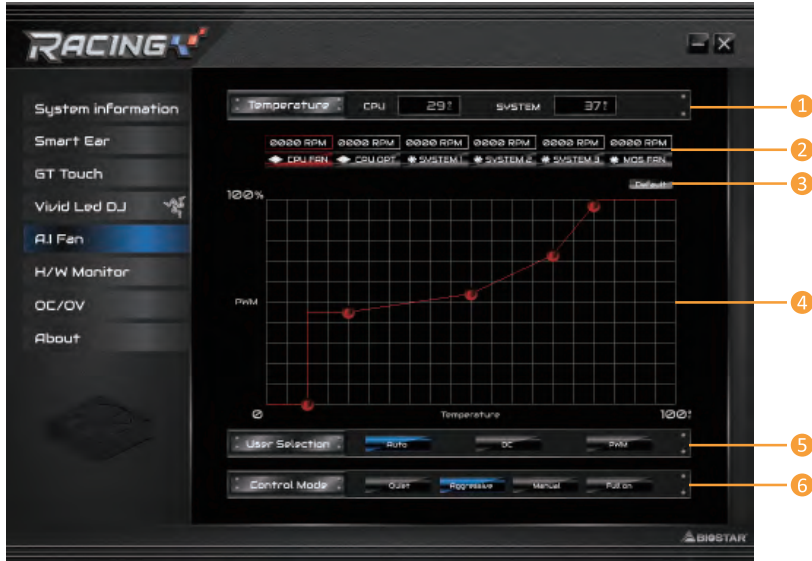 RACING
System information
Smart Ear
GT Touch
Vivid Led DJ
A.I Fan
H/W Monitor
OC/OV
About
Temperature CPU 29 SYSTEM 37
1
0000 RPM 0000 RPM 0000 RPM 0000 RPM 0000 RPM 0000 RPM
2
CPU FAN CPU OPT SYSTEM 1 SYSTEM 2 SYSTEM 3 MOS FAN
Default
3
100%
PWM
4
0 Temperature 100
User Selection Auto DC PWM
5
Control Mode Quiet Aggressive Manual Full on
6
BIOSTAR